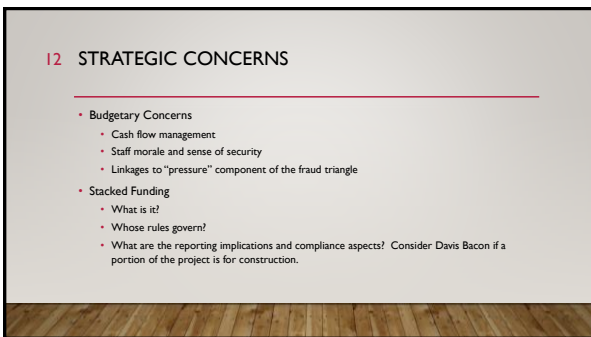 12 STRATEGIC CONCERNS
• Budgetary Concerns
• Cash flow management
• Staff morale and sense of security
• Linkages to “pressure” component of the fraud triangle
• Stacked Funding
• What is it?
• Whose rules govern?
• What are the reporting implications and compliance aspects? Consider Davis Bacon if a
portion of the project is for construction.